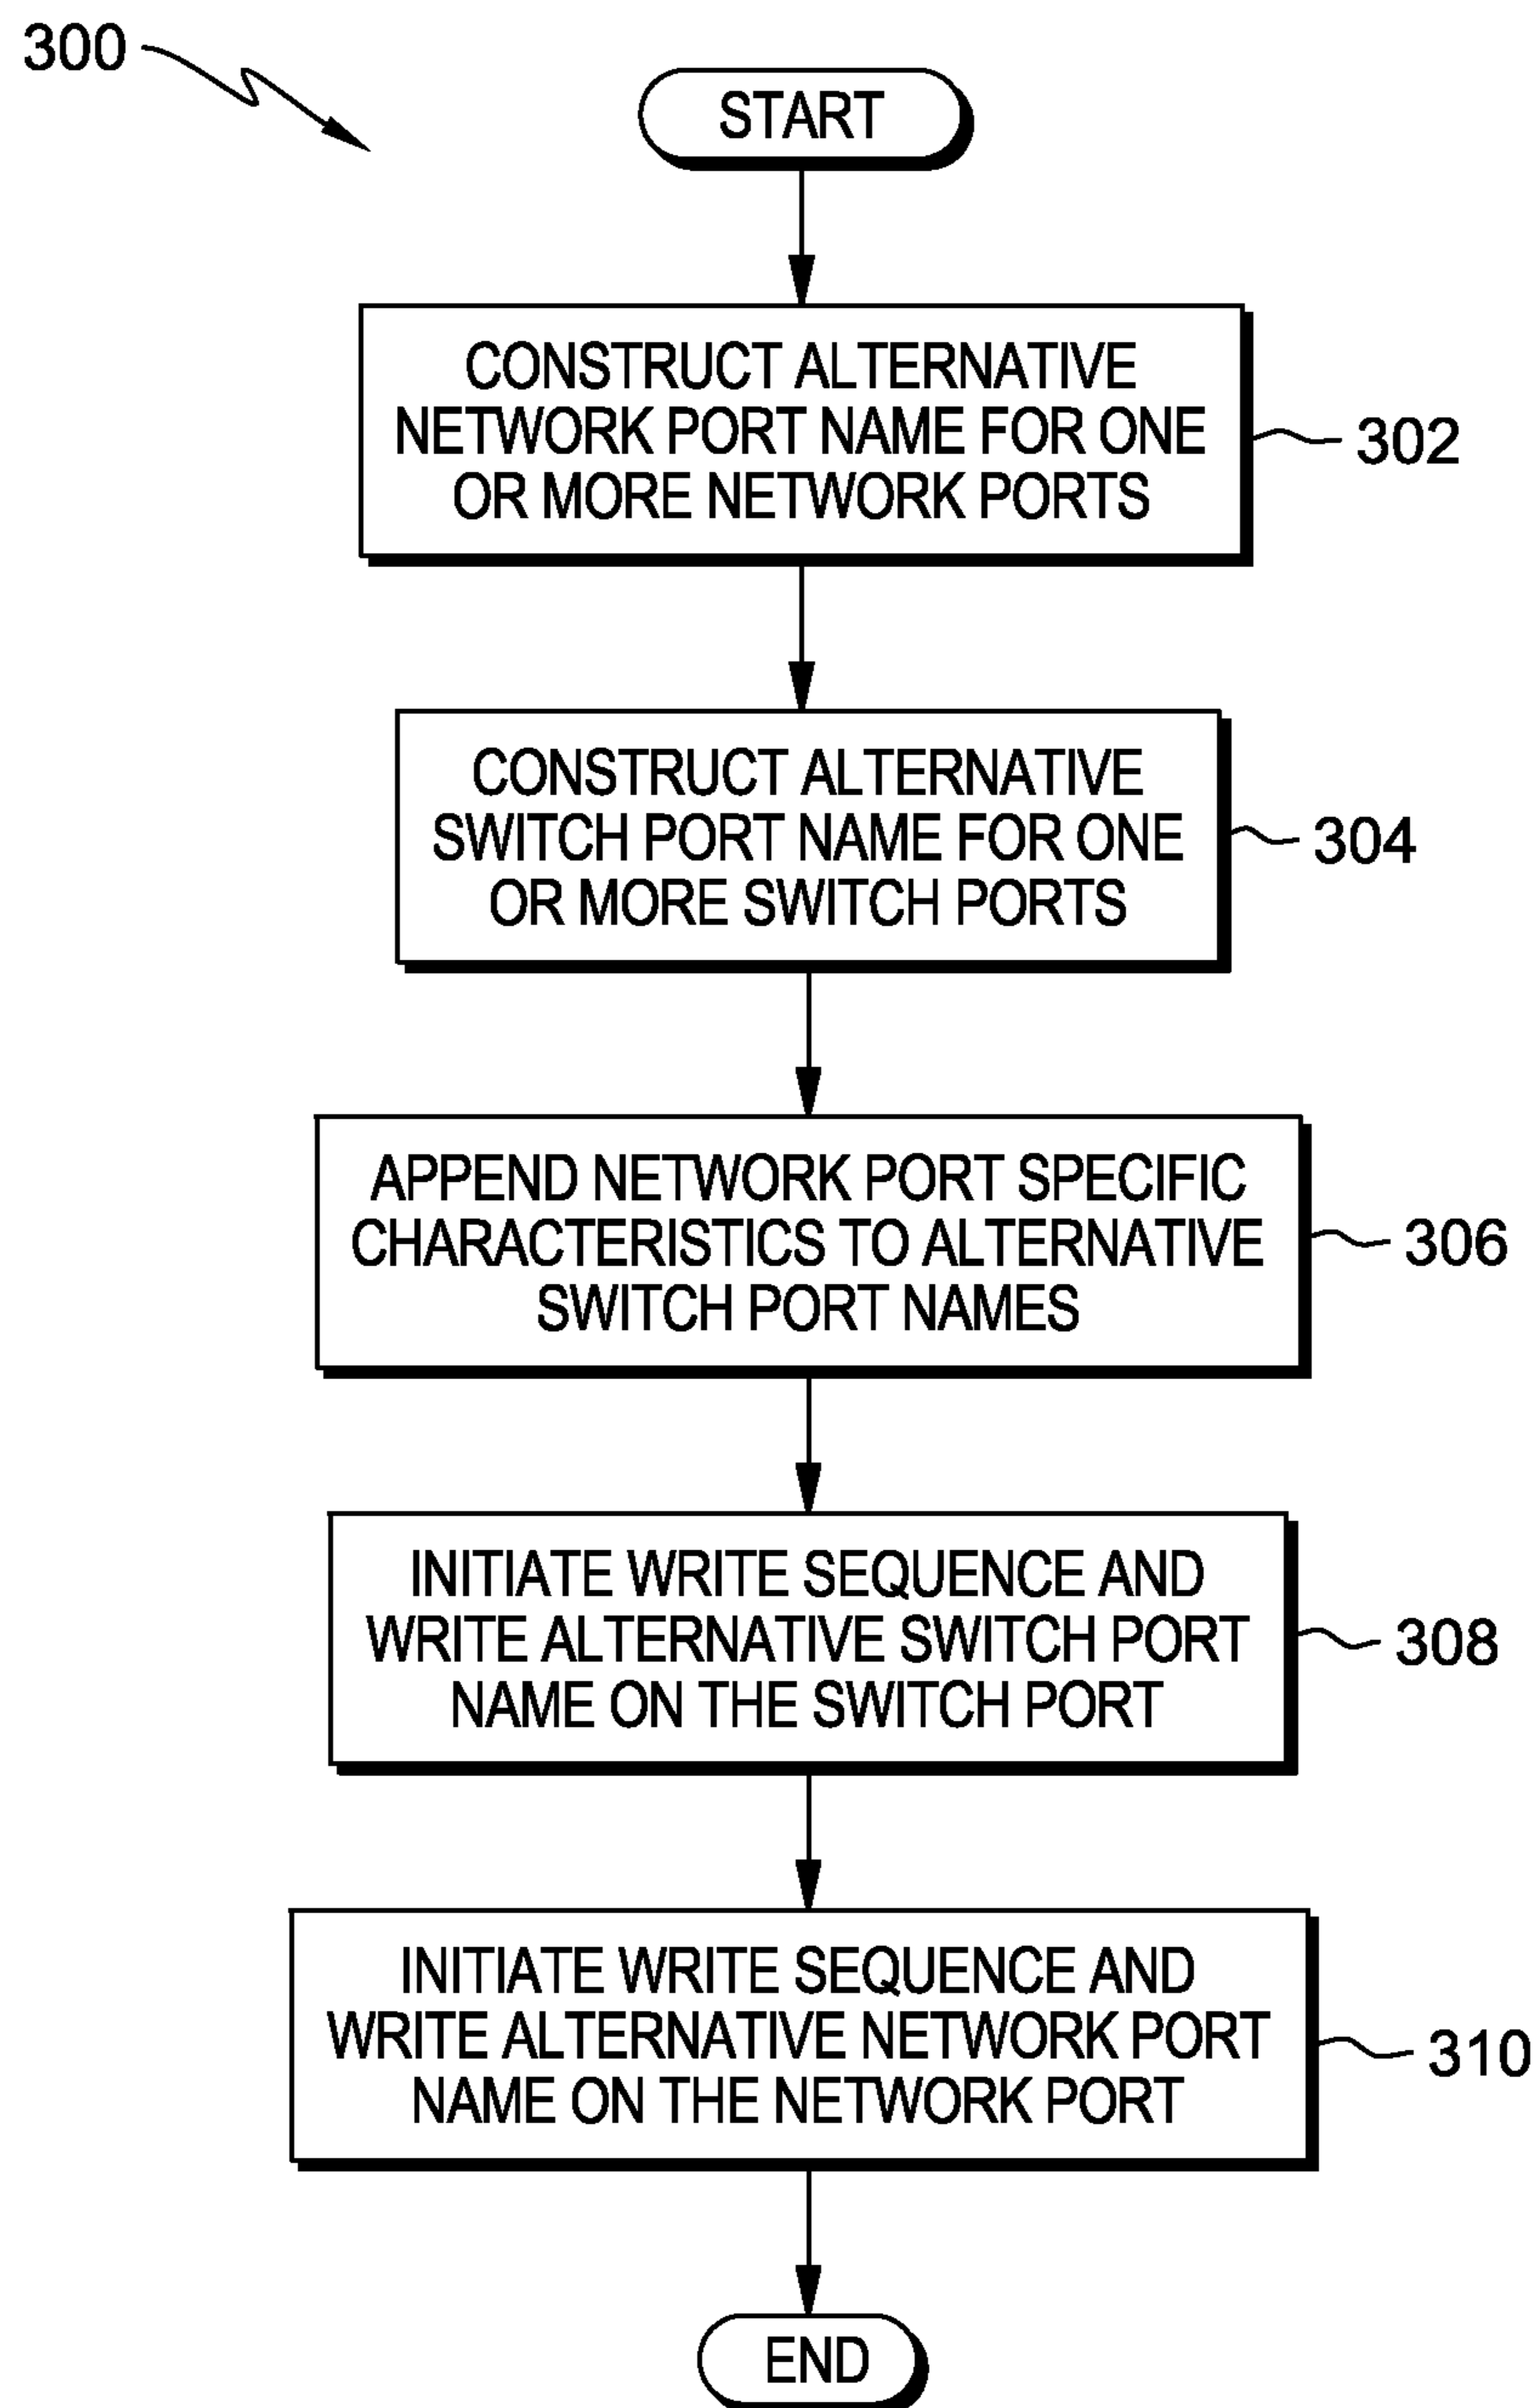 300
START
CONSTRUCT ALTERNATIVE
NETWORK PORT NAME FOR ONE
OR MORE NETWORK PORTS
302
CONSTRUCT ALTERNATIVE
SWITCH PORT NAME FOR ONE
OR MORE SWITCH PORTS
304
APPEND NETWORK PORT SPECIFIC
CHARACTERISTICS TO ALTERNATIVE
SWITCH PORT NAMES
306
INITIATE WRITE SEQUENCE AND
WRITE ALTERNATIVE SWITCH PORT
NAME ON THE SWITCH PORT
308
INITIATE WRITE SEQUENCE AND
WRITE ALTERNATIVE NETWORK PORT
NAME ON THE NETWORK PORT
310
END